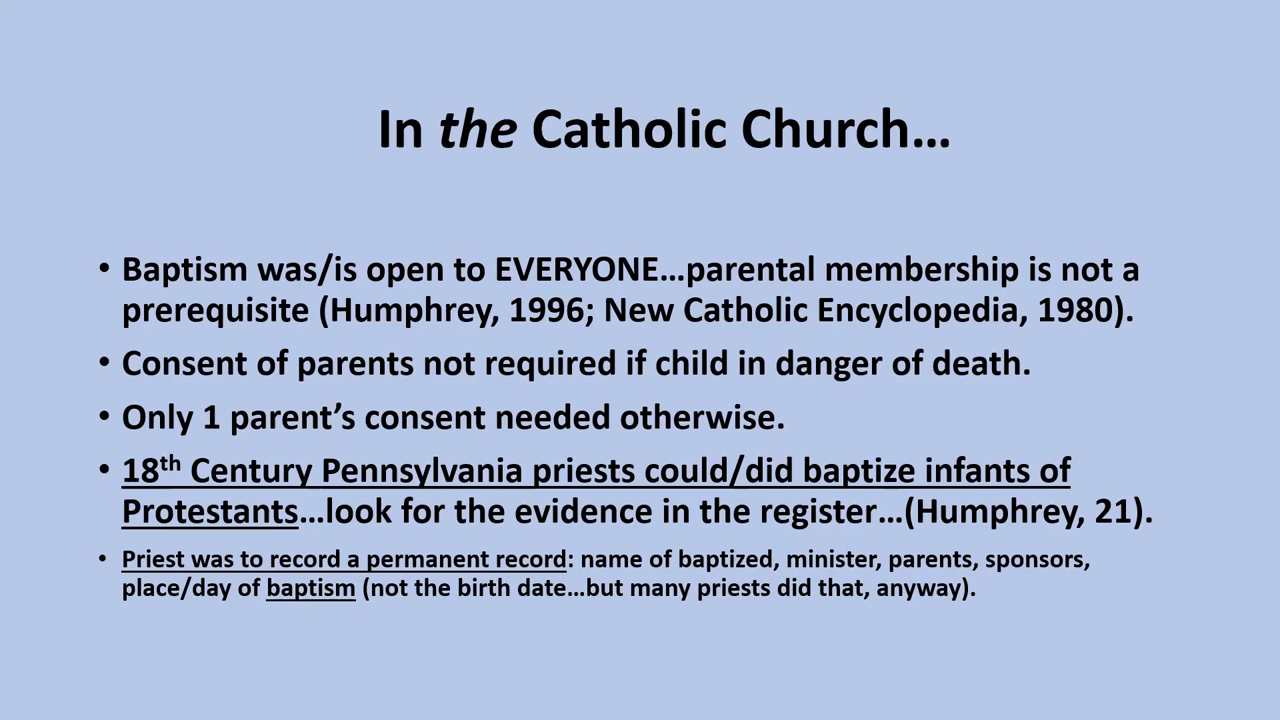 In the Catholic Church…
• Baptism was/is open to EVERYONE…parental membership is not a
prerequisite (Humphrey, 1996; New Catholic Encyclopedia, 1980).
• Consent of parents not required if child in danger of death.
• Only 1 parent’s consent needed otherwise.
• 18th Century Pennsylvania priests could/did baptize infants of
Protestants…look for the evidence in the register…(Humphrey, 21).
• Priest was to record a permanent record: name of baptized, minister, parents, sponsors,
place/day of baptism (not the birth date…but many priests did that, anyway).